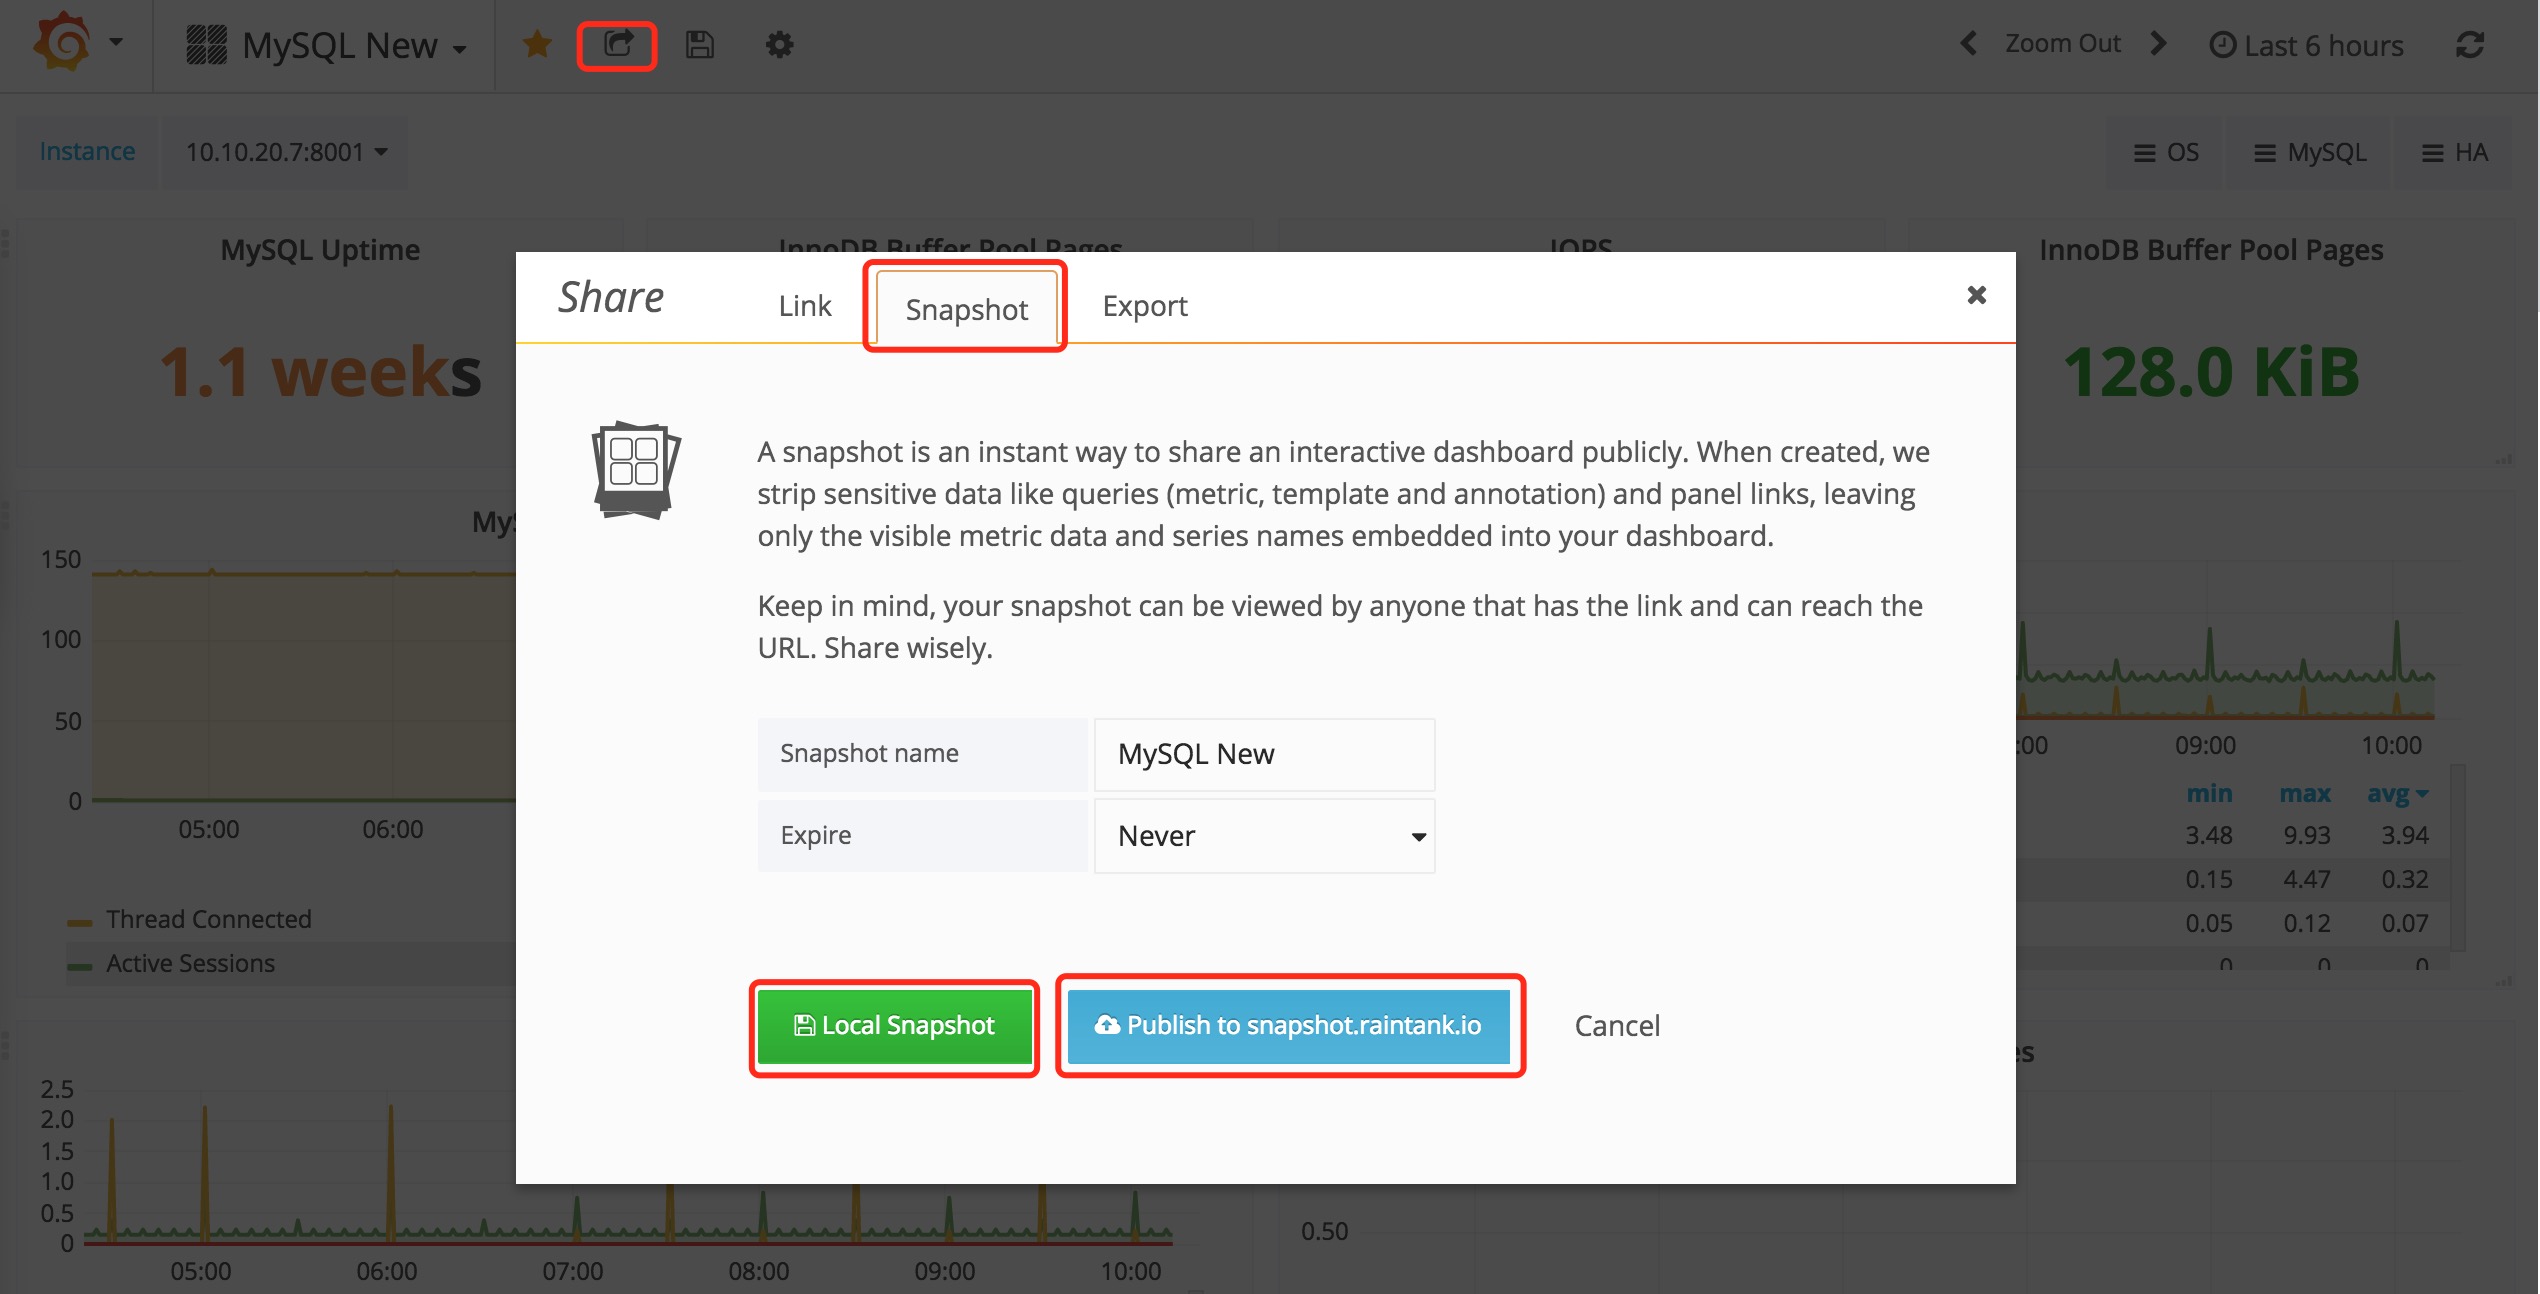 MySQL New
Zoom Out
Last 6 hours
Instance
10.10.20.7:8001
OS
MySQL
HA
MySQL Uptime
InnoDB Buffer Pool Pages
IOPS
InnoDB Buffer Pool Pages
1.1 weeks
128.0 KiB
Share
Link
Snapshot
Export
A snapshot is an instant way to share an interactive dashboard publicly. When created, we
strip sensitive data like queries (metric, template and annotation) and panel links, leaving
only the visible metric data and series names embedded into your dashboard.
Keep in mind, your snapshot can be viewed by anyone that has the link and can reach the
URL. Share wisely.
Snapshot name
MySQL New
Expire
Never
Local Snapshot
Publish to snapshot.raintank.io
Cancel
150
100
50
0
05:00
06:00
Thread Connected
Active Sessions
:00
09:00
10:00
min
max
avg
3.48
9.93
3.94
0.15
4.47
0.32
0.05
0.12
0.07
0
0
0
2.5
2.0
1.5
1.0
0.5
0
05:00
06:00
07:00
08:00
09:00
10:00
0.50